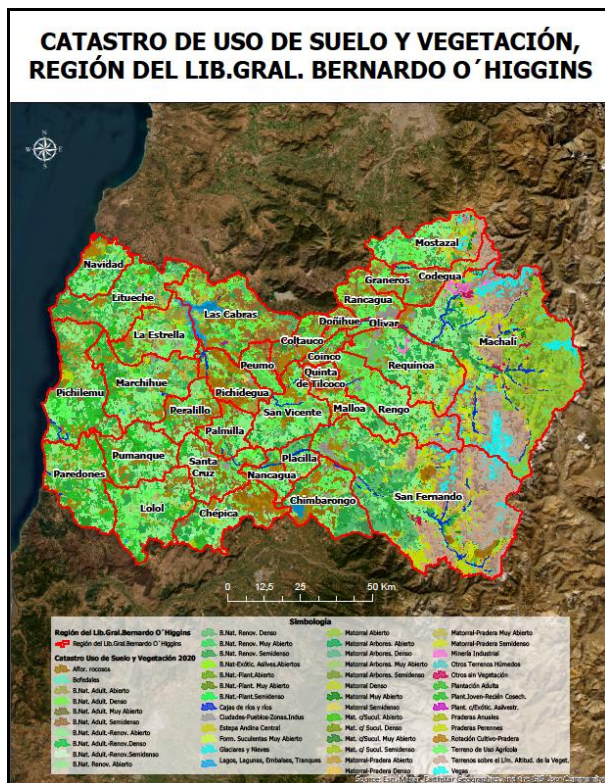 CATASTRO DE USO DE SUELO Y VEGETACIÓN,
REGIÓN DEL LIB.GRAL. BERNARDO O´HIGGINS
N
W
E
S
Mostazal
Navidad
Graneros
Codegua
Litueche
Rancagua
Las Cabras
Doñihue
Olivar
La Estrella
Machalí
Coltauco
Coinco
Peumo
Requinoa
Quinta
de Tilcoco
Marchihue
Pichilemu
Pichidegua
Peralillo
San Vicente
Malloa
Rengo
Palmilla
Pumanque
Placilla
Paredones
Santa
Cruz
Nancagua
San Fernando
Chimbarongo
Lolol
Chépica
0 12,5 25 50 Km
Simbología
Región del Lib.Gral.Bernardo O´Higgins
Región del Lib.Gral.Bernardo O´Higgins
Catastro Uso de Suelo y Vegetación 2020
Aflor. rocosos
Bofedales
B.Nat. Adult. Abierto
B.Nat. Adult. Denso
B.Nat. Adult. Muy Abierto
B.Nat. Adult. Semidenso
B.Nat. Adult.-Renov. Abierto
B.Nat. Adult.-Renov.Denso
B.Nat. Adult.-Renov.Semidenso
B.Nat. Renov. Abierto
B.Nat. Renov. Denso
B.Nat. Renov. Muy Abierto
B.Nat. Renov. Semidenso
B.Nat-Exótic. Asilves.Abiertos
B.Nat.-Plant.Abierto
B.Nat.-Plant. Muy Abierto
B.Nat.-Plant.Semidenso
Cajas de ríos y ríos
Ciudades-Pueblos-Zonas.Indus
Estepa Andina Central
Form. Suculentas Muy Abierto
Glaciares y Nieves
Lagos, Lagunas, Embalses, Tranques
Matorral Abierto
Matorral Arbores. Abierto
Matorral Arbores. Denso
Matorral Arbores. Muy Abierto
Matorral Arbores. Semidenso
Matorral Denso
Matorral Muy Abierto
Matorral Semidenso
Mat. c/Sucul. Abierto
Mat. c/ Sucul. Denso
Mat. c/Sucul. Muy Abierto
Mat. c/ Sucul. Semidenso
Matorral-Pradera Abierto
Matorral-Pradera Denso
Matorral-Pradera Muy Abierto
Matorral-Pradera Semidenso
Minería Industrial
Otros Terrenos Húmedos
Otros sin Vegetación
Plantación Adulta
Plant.Joven-Recién Cosech.
Plant. c/Exótic. Asilvestr.
Praderas Anuales
Praderas Perennes
Rotación Cultivo-Pradera
Terreno de Uso Agrícola
Terrenos sobre el Lím. Altitud. de la Veget.
Vegas